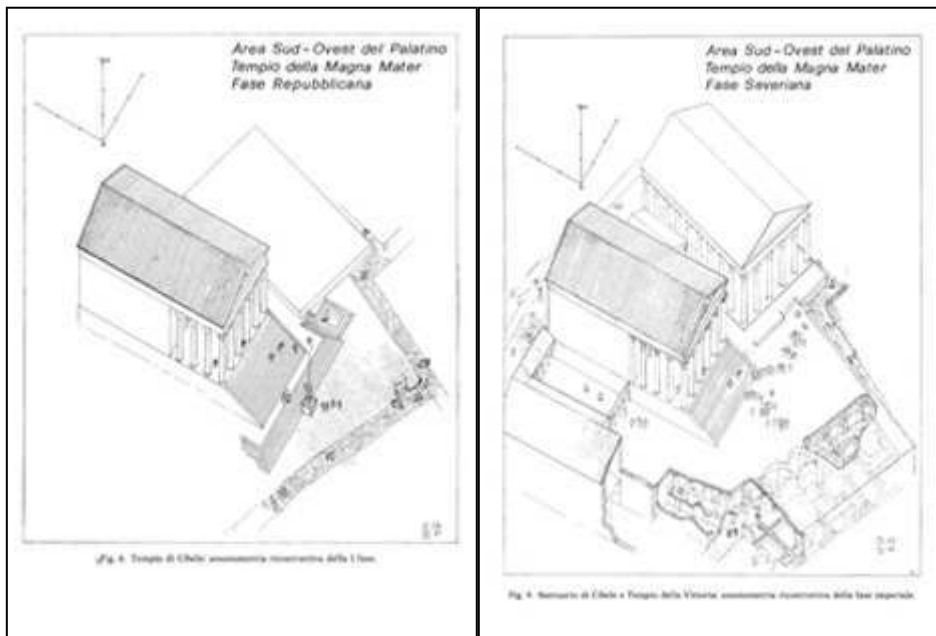 Area Sud-Ovest del Palatino
Tempio della Magna Mater
Fase Repubblicana
Fig. 6. Tempio di Cibele: assonometria ricostruttiva della I fase.
Area Sud-Ovest del Palatino
Tempio della Magna Mater
Fase Severiana
Santuario di Cibele e Tempio della Vittoria: assonometria ricostruttiva della fase imperiale.